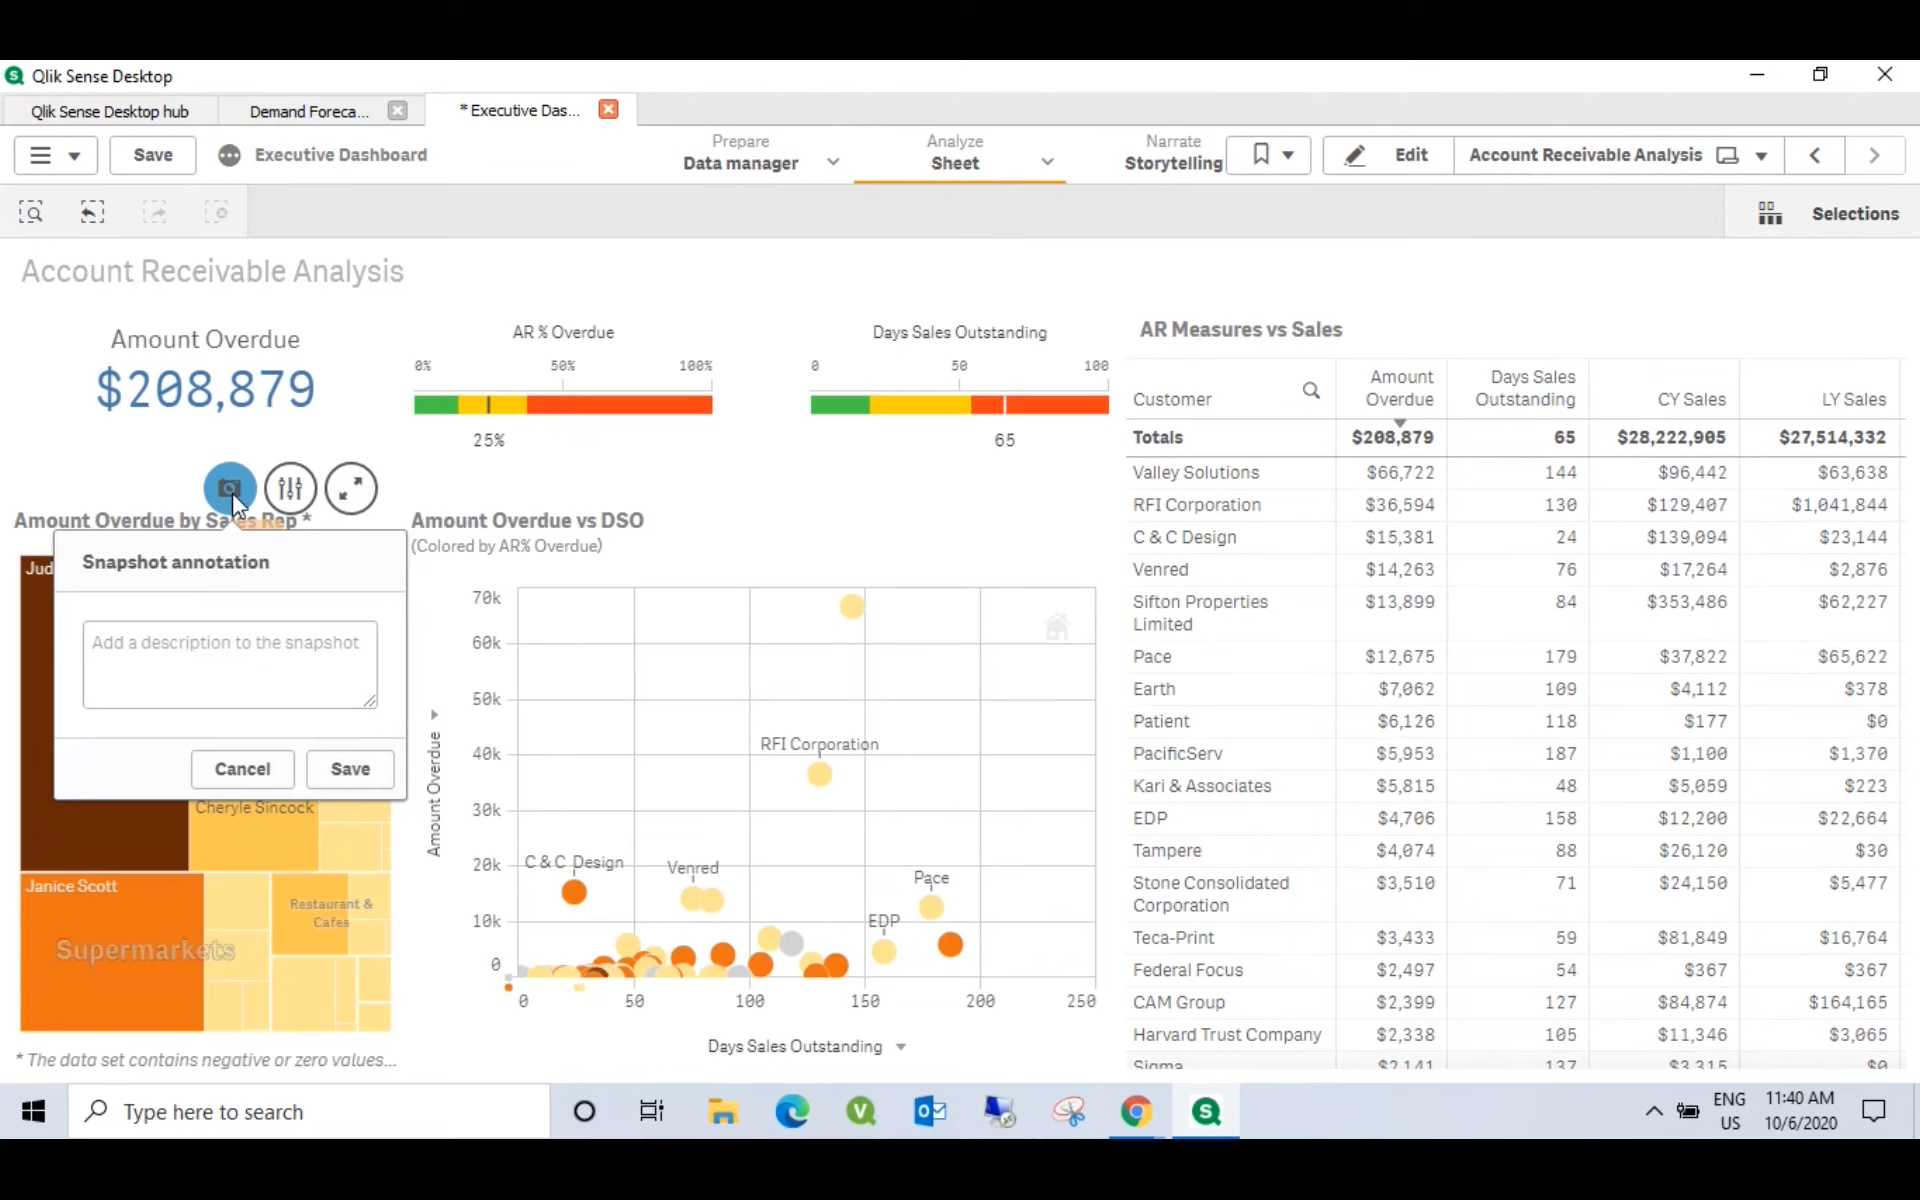 Qlik Sense Desktop
Qlik Sense Desktop hub
Demand Foreca...
* Executive Das...
Save
Executive Dashboard
Prepare
Data manager
Analyze
Sheet
Narrate
Storytelling
Edit
Account Receivable Analysis
Selections
Account Receivable Analysis
Amount Overdue
$208,879
AR % Overdue
0% 50% 100%
25%
Days Sales Outstanding
0 50 100
65
Amount Overdue by Sales Rep *
Snapshot annotation
Add a description to the snapshot
Cancel
Save
Jud
Cheryle Sincock
Janice Scott
Supermarkets
Restaurant &
Cafes
* The data set contains negative or zero values...
Amount Overdue vs DSO
(Colored by AR% Overdue)
Amount Overdue
70k
60k
50k
40k
30k
20k
10k
0
RFI Corporation
C & C Design
Venred
Pace
EDP
0 50 100 150 200 250
Days Sales Outstanding
AR Measures vs Sales
Customer Amount Overdue Days Sales Outstanding CY Sales LY Sales
Totals $208,879 65 $28,222,905 $27,514,332
Valley Solutions $66,722 144 $96,442 $63,638
RFI Corporation $36,594 130 $129,407 $1,041,844
C & C Design $15,381 24 $139,094 $23,144
Venred $14,263 76 $17,264 $2,876
Sifton Properties Limited $13,899 84 $353,486 $62,227
Pace $12,675 179 $37,822 $65,622
Earth $7,062 109 $4,112 $378
Patient $6,126 118 $177 $0
PacificServ $5,953 187 $1,100 $1,370
Kari & Associates $5,815 48 $5,059 $223
EDP $4,706 158 $12,200 $22,664
Tampere $4,074 88 $26,120 $30
Stone Consolidated Corporation $3,510 71 $24,150 $5,477
Teca-Print $3,433 59 $81,849 $16,764
Federal Focus $2,497 54 $367 $367
CAM Group $2,399 127 $84,874 $164,165
Harvard Trust Company $2,338 105 $11,346 $3,065
Sigma $2,141 137 $3,315 $0
Type here to search
ENG
US
11:40 AM
10/6/2020